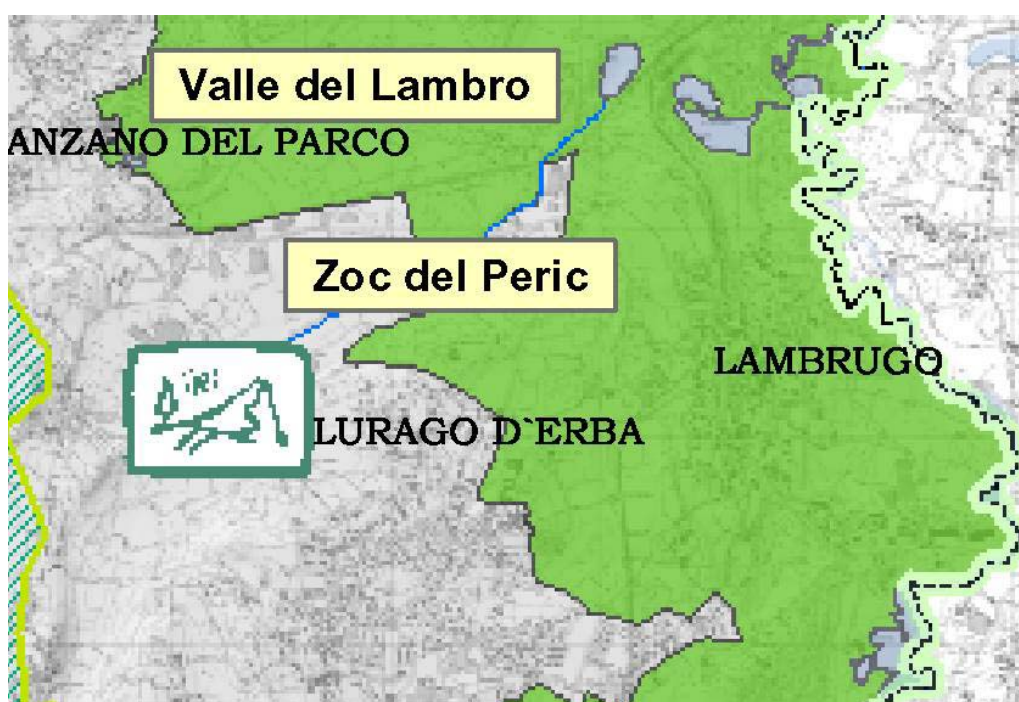 Valle del Lambro
ANZANO DEL PARCO
Zoc del Peric
LAMBRUGO
LURAGO D`ERBA